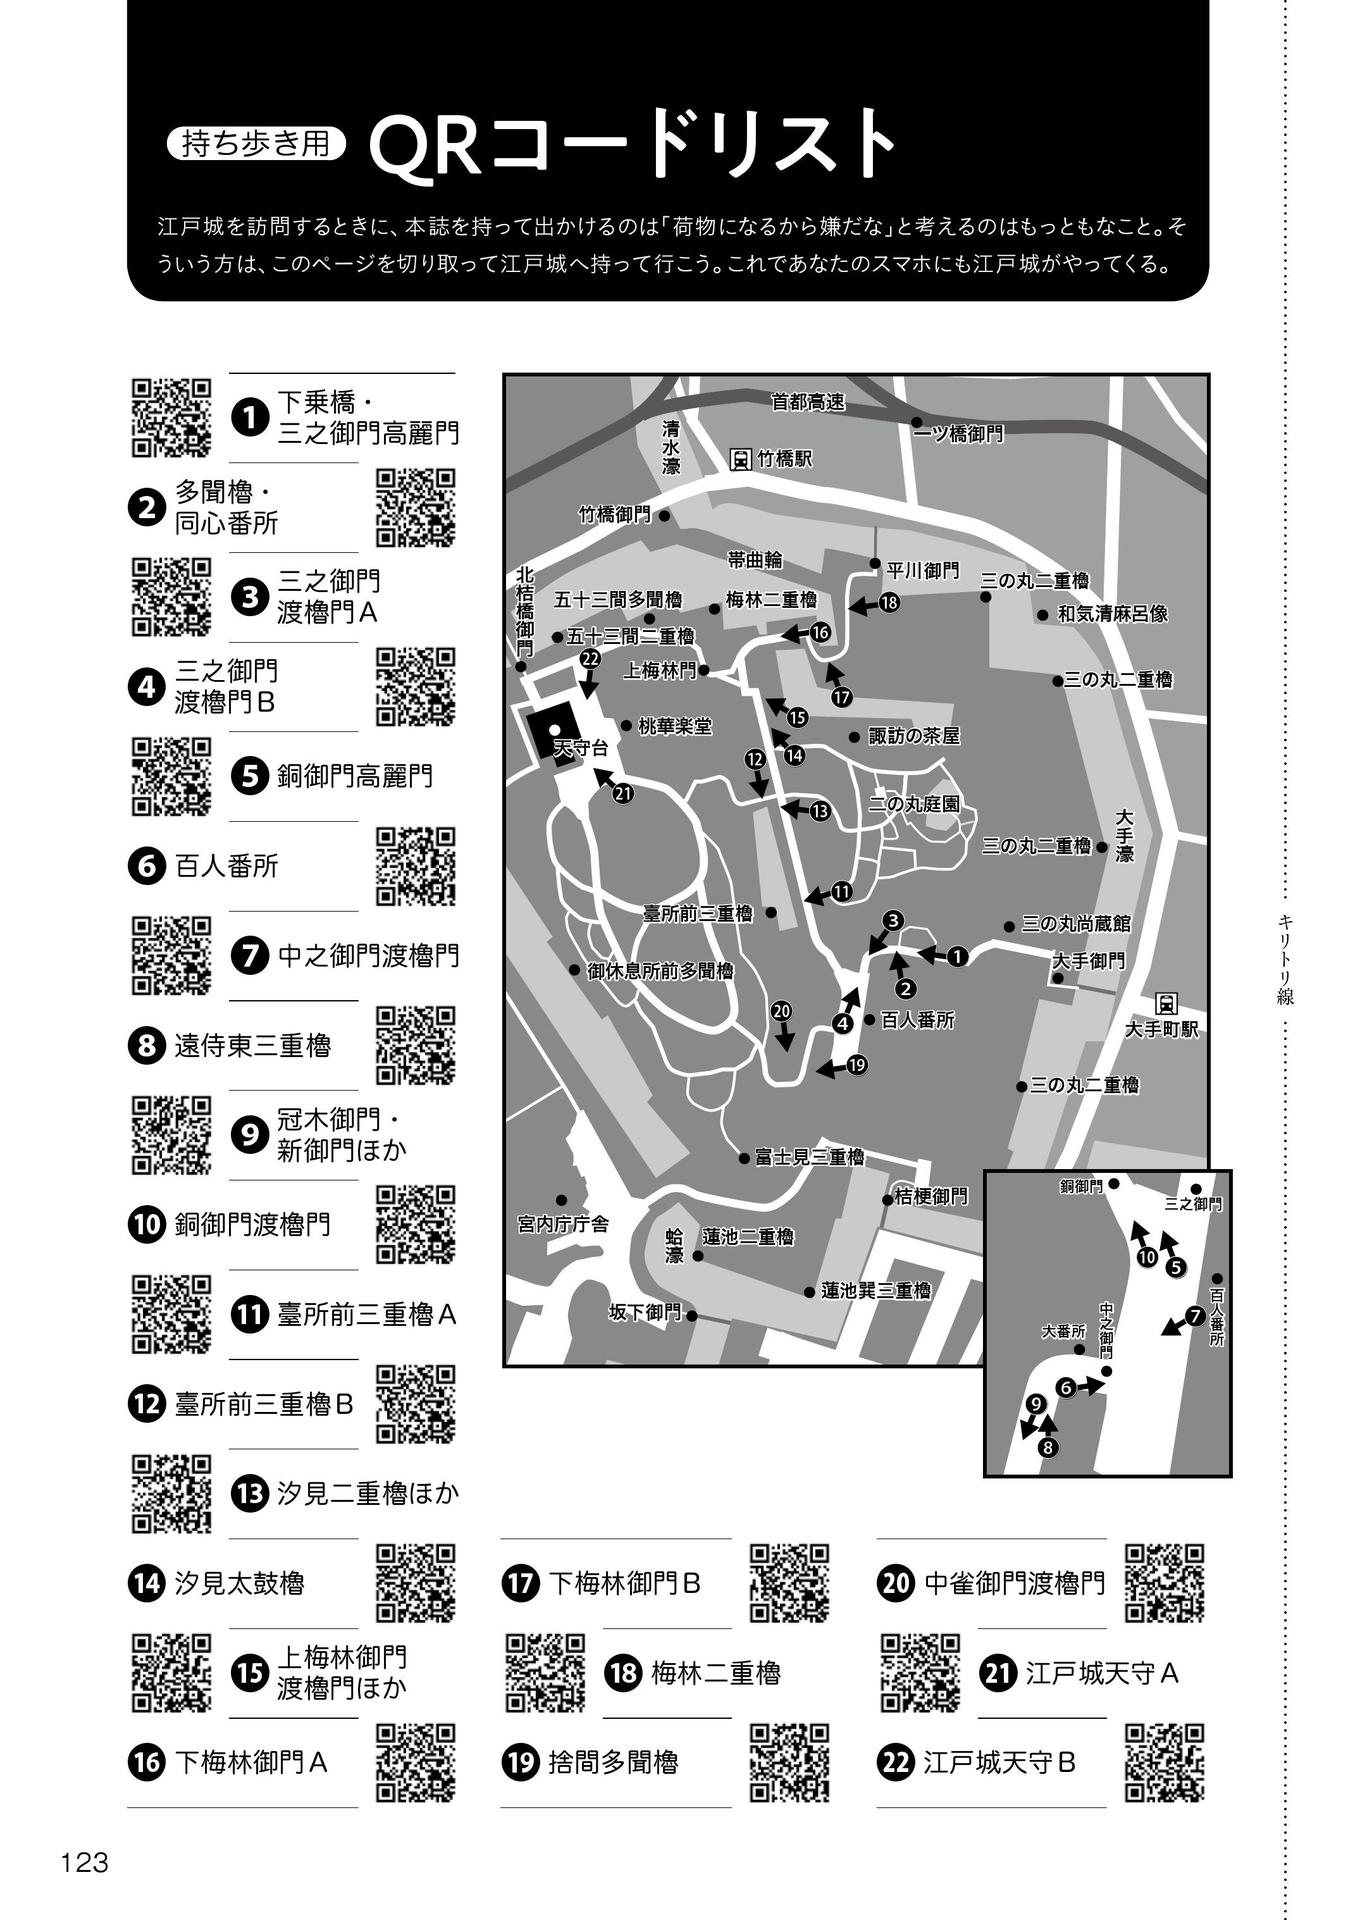 持ち歩き用 QRコードリスト
江戸城を訪問するときに、本誌を持って出かけるのは「荷物になるから嫌だな」と考えるのはもっともなこと。そ
ういう方は、このページを切り取って江戸城へ持って行こう。これであなたのスマホにも江戸城がやってくる。
1 下乗橋・
三之御門高麗門
2 多聞櫓・
同心番所
3 三之御門
渡櫓門A
4 三之御門
渡櫓門B
5 銅御門高麗門
6 百人番所
7 中之御門渡櫓門
8 遠侍東三重櫓
9 冠木御門・
新御門ほか
10 銅御門渡櫓門
11 臺所前三重櫓A
12 臺所前三重櫓B
13 汐見二重櫓ほか
14 汐見太鼓櫓
15 上梅林御門
渡櫓門ほか
16 下梅林御門A
17 下梅林御門B
18 梅林二重櫓
19 捨間多聞櫓
20 中雀御門渡櫓門
21 江戸城天守A
22 江戸城天守B
首都高速
一ツ橋御門
清水濠
竹橋駅
竹橋御門
帯曲輪
平川御門
三の丸二重櫓
北桔橋御門
五十三間多聞櫓
梅林二重櫓
18
和気清麻呂像
16
五十三間二重櫓
22
上梅林門
17
三の丸二重櫓
15
桃華楽堂
諏訪の茶屋
天守台
14
12
21
13
二の丸庭園
大手濠
三の丸二重櫓
11
臺所前三重櫓
3
三の丸尚蔵館
1
大手御門
御休息所前多聞櫓
2
20
4
百人番所
大手町駅
19
三の丸二重櫓
富士見三重櫓
桔梗御門
宮内庁庁舎
蛤濠
蓮池二重櫓
蓮池巽三重櫓
坂下御門
銅御門
三之御門
10
5
百人番所
7
中之御門
大番所
6
9
8
キリトリ線
123